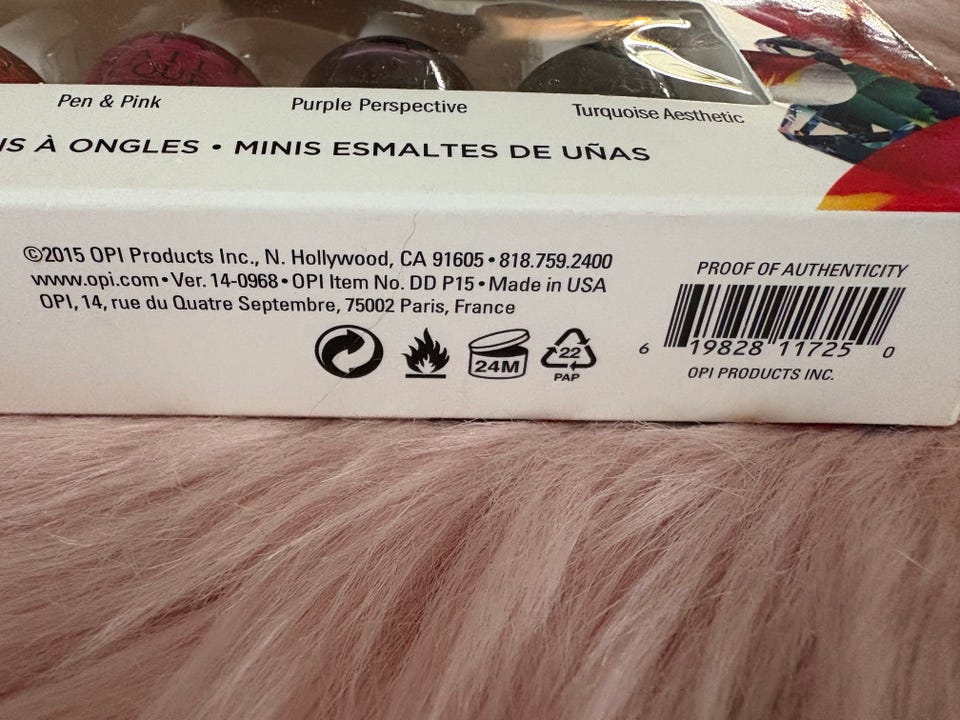 Pen & Pink
Purple Perspective
Turquoise Aesthetic
IS À ONGLES • MINIS ESMALTES DE UÑAS
©2015 OPI Products Inc., N. Hollywood, CA 91605 • 818.759.2400
www.opi.com • Ver. 14-0968 • OPI Item No. DD P15 • Made in USA
OPI, 14, rue du Quatre Septembre, 75002 Paris, France
24M
22
PAP
PROOF OF AUTHENTICITY
6 19828 11725 0
OPI PRODUCTS INC.